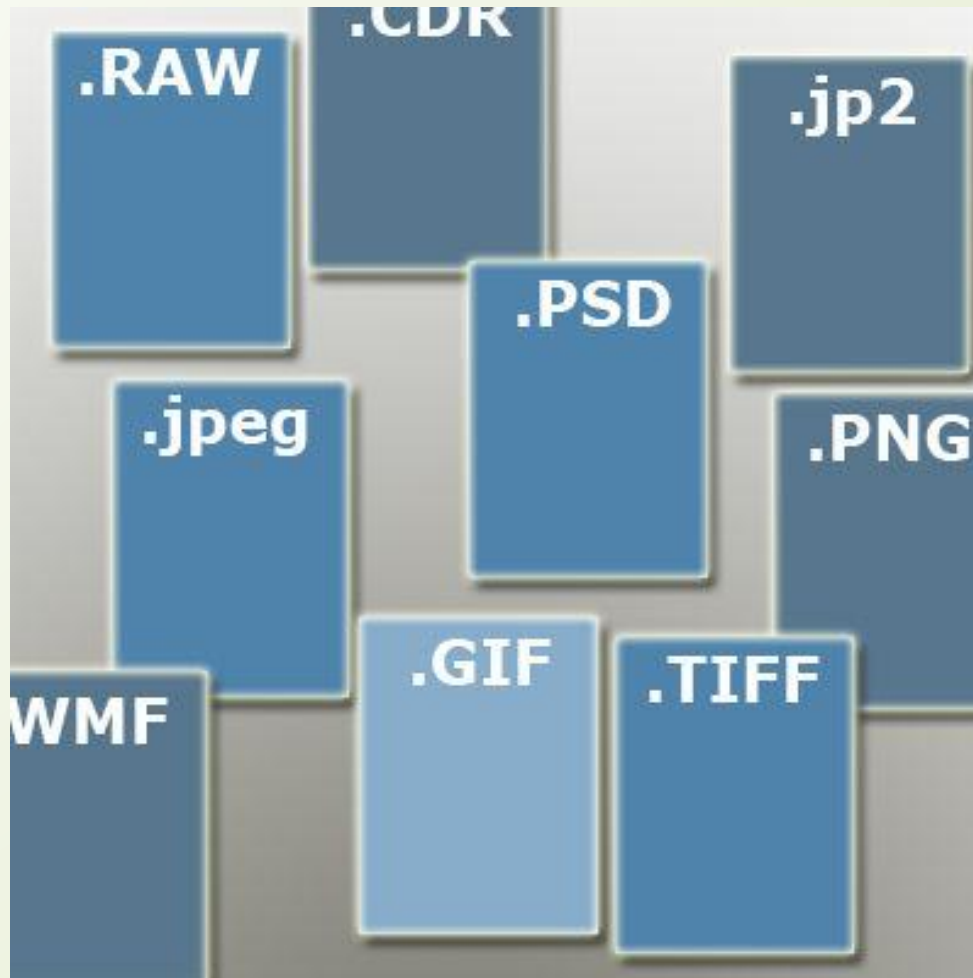 .RAW
.CDR
.jp2
.PSD
.jpeg
.PNG
.GIF
.TIFF
WMF